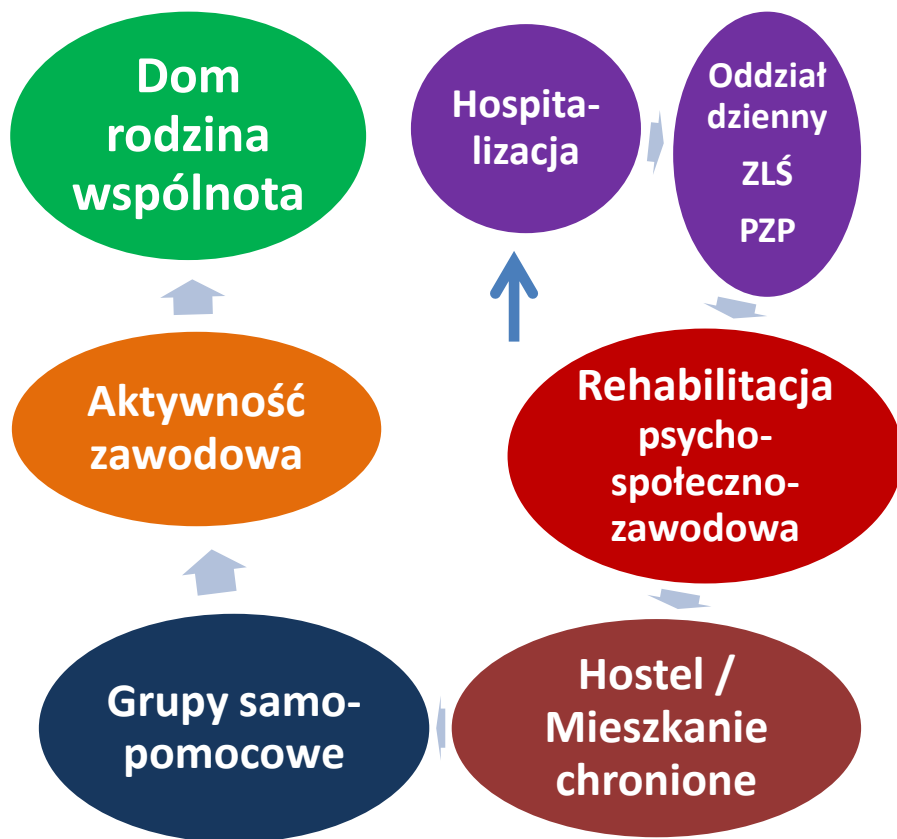 Dom
rodzina
wspólnota
Hospita-
lizacja
Oddział
dzienny
ZLŚ
PZP
Rehabilitacja
psycho-
społeczno-
zawodowa
Hostel /
Mieszkanie
chronione
Grupy samo-
pomocowe
Aktywność
zawodowa